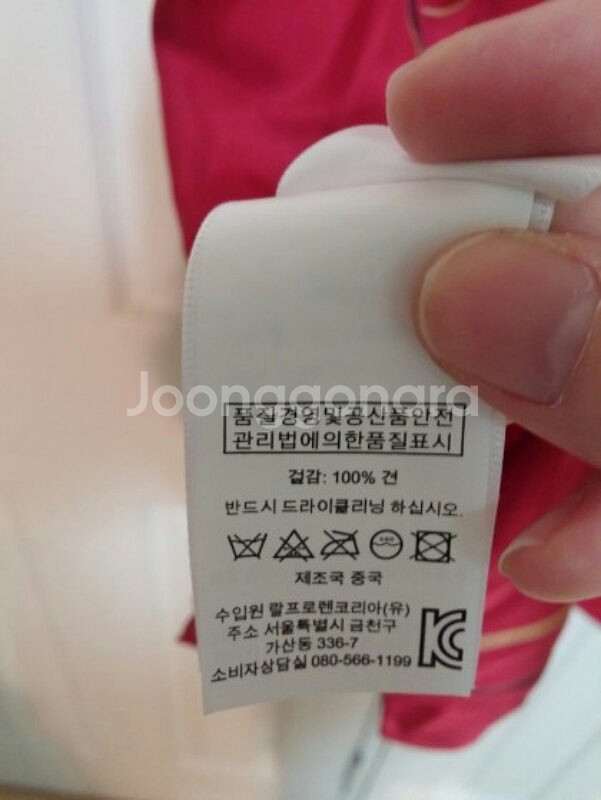 Joonggonara
품질경영및공산품안전
관리법에의한품질표시
겉감: 100% 견
반드시 드라이클리닝 하십시오.
제조국 중국
수입원 랄프로렌코리아(유)
주소 서울특별시 금천구
가산동 336-7
소비자상담실 080-566-1199